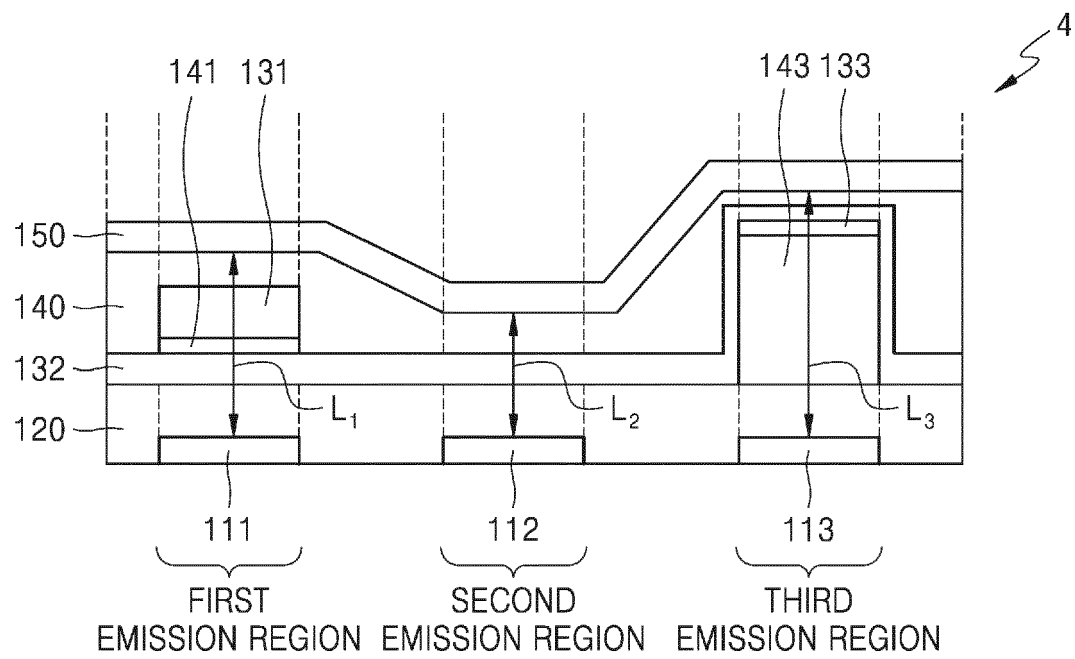 4
141 131
143 133
150
140
132
120
L1
L2
L3
111
112
113
FIRST
EMISSION REGION
SECOND
EMISSION REGION
THIRD
EMISSION REGION